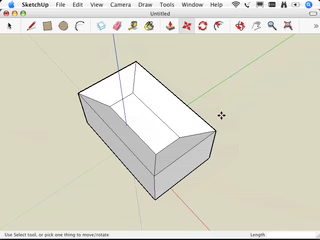 SketchUp File Edit View Camera Draw Tools Window Help
Untitled
Use Select tool, or pick one thing to move/rotate Length